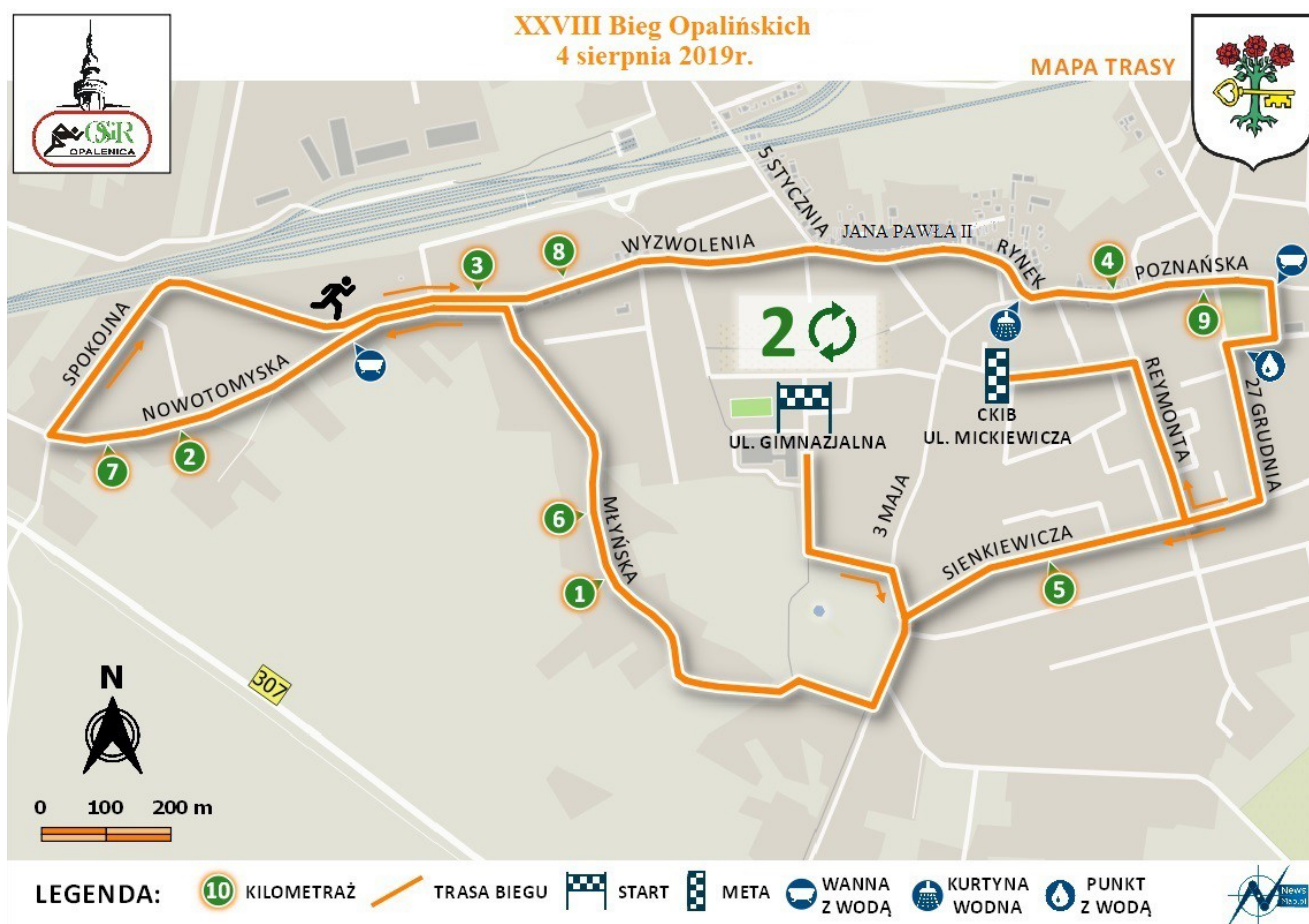 XXVIII Bieg Opalińskich
4 sierpnia 2019r.
MAPA TRASY
OSiR
OPALENICA
5 STYCZNIA
WYZWOLENIA
JANA PAWŁA II
RYNEK
POZNAŃSKA
3
8
4
9
SPOKOJNA
NOWOTOMYSKA
2
7
2
UL. GIMNAZJALNA
CKIB
UL. MICKIEWICZA
REYMONTA
27 GRUDNIA
3 MAJA
SIENKIEWICZA
MŁYŃSKA
6
1
5
307
N
0 100 200 m
LEGENDA:
10 KILOMETRAŻ
TRASA BIEGU
START
META
WANNA
Z WODĄ
KURTYNA
WODNA
PUNKT
Z WODĄ
News
Map.pl